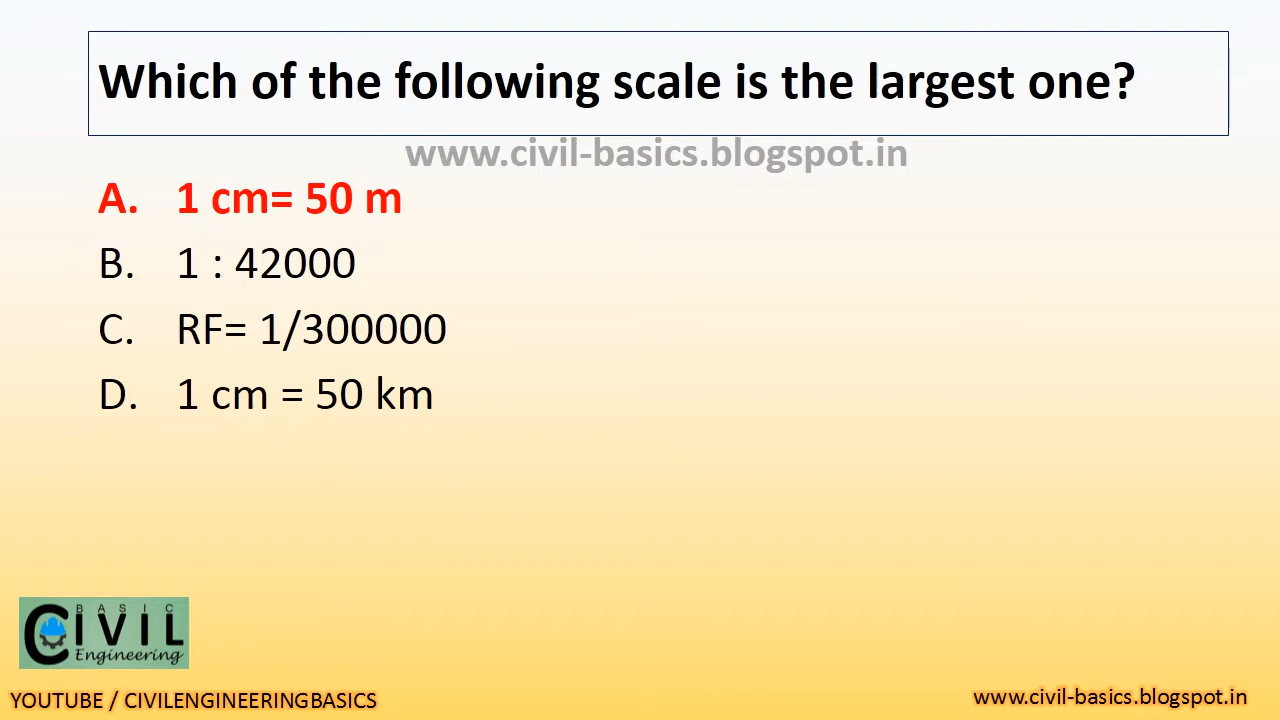 Which of the following scale is the largest one?
www.civil-basics.blogspot.in
A. 1 cm= 50 m
B. 1 : 42000
C. RF= 1/300000
D. 1 cm = 50 km
BASIC
CIVIL
Engineering
YOUTUBE / CIVILENGINEERINGBASICS
www.civil-basics.blogspot.in